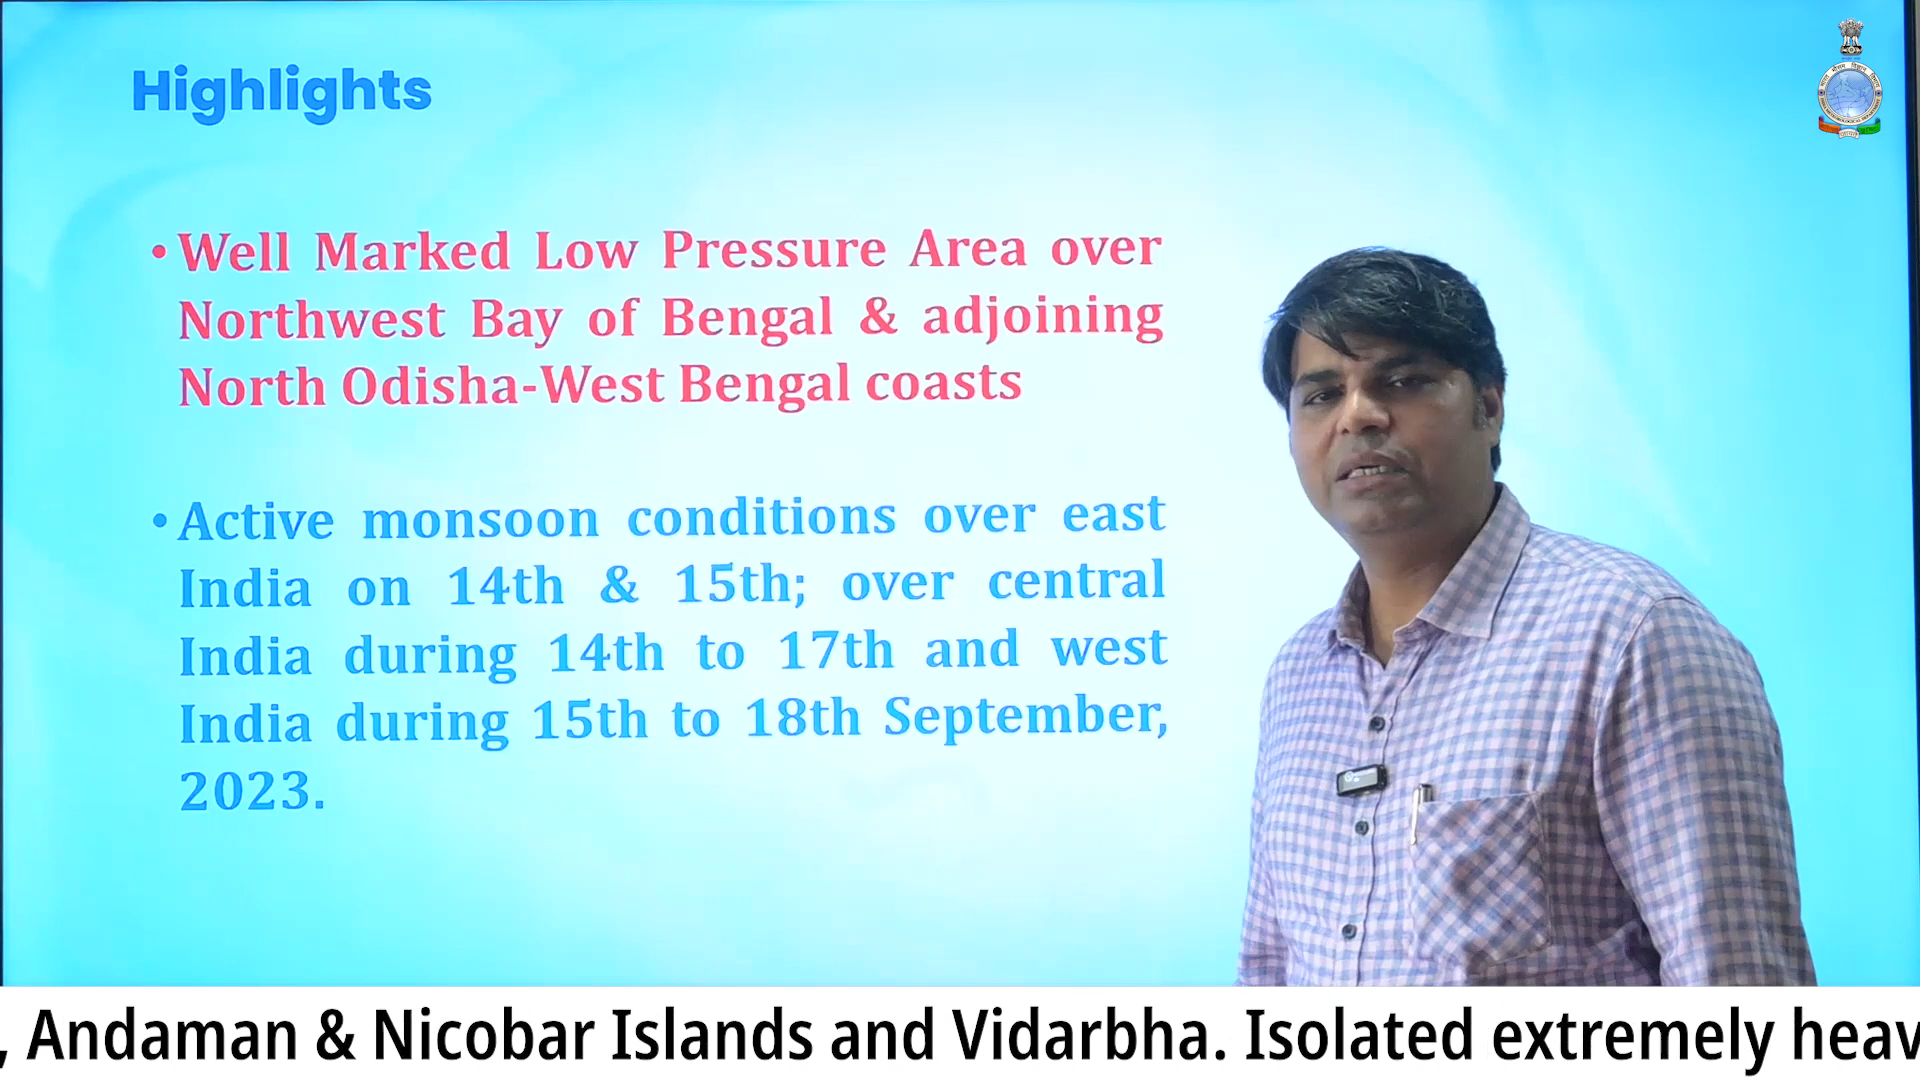 Highlights
• Well Marked Low Pressure Area over
Northwest Bay of Bengal & adjoining
North Odisha-West Bengal coasts
• Active monsoon conditions over east
India on 14th & 15th; over central
India during 14th to 17th and west
India during 15th to 18th September,
2023.
, Andaman & Nicobar Islands and Vidarbha. Isolated extremely heav